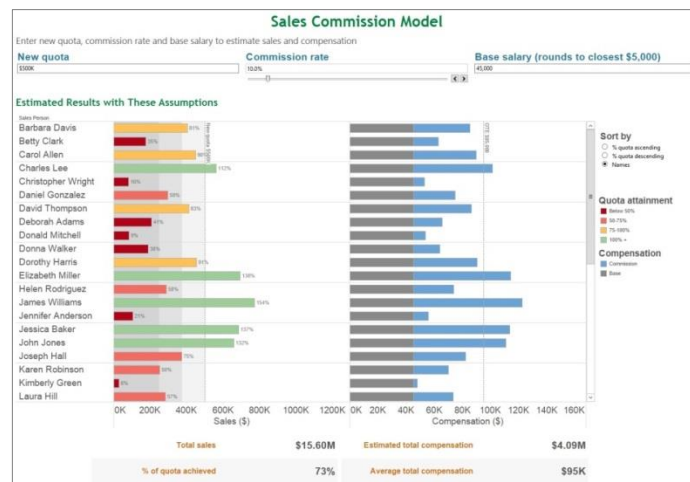 Sales Commission Model
Enter new quota, commission rate and base salary to estimate sales and compensation
New quota
$500K
Commission rate
10.0%
Base salary (rounds to closest $5,000)
45,000
Estimated Results with These Assumptions
Sales Person
Barbara Davis
Betty Clark
Carol Allen
Charles Lee
Christopher Wright
Daniel Gonzalez
David Thompson
Deborah Adams
Donald Mitchell
Donna Walker
Dorothy Harris
Elizabeth Miller
Helen Rodriguez
James Williams
Jennifer Anderson
Jessica Baker
John Jones
Joseph Hall
Karen Robinson
Kimberly Green
Laura Hill
0K 200K 400K 600K 800K 1000K 1200K
Sales ($)
0K 20K 40K 60K 80K 100K 120K 140K 160K
Compensation ($)
Sort by
% quota ascending
% quota descending
Names
Quota attainment
Below 50%
50-75%
75-100%
100% +
Compensation
Commission
Base
Total sales $15.60M
Estimated total compensation $4.09M
% of quota achieved 73%
Average total compensation $95K